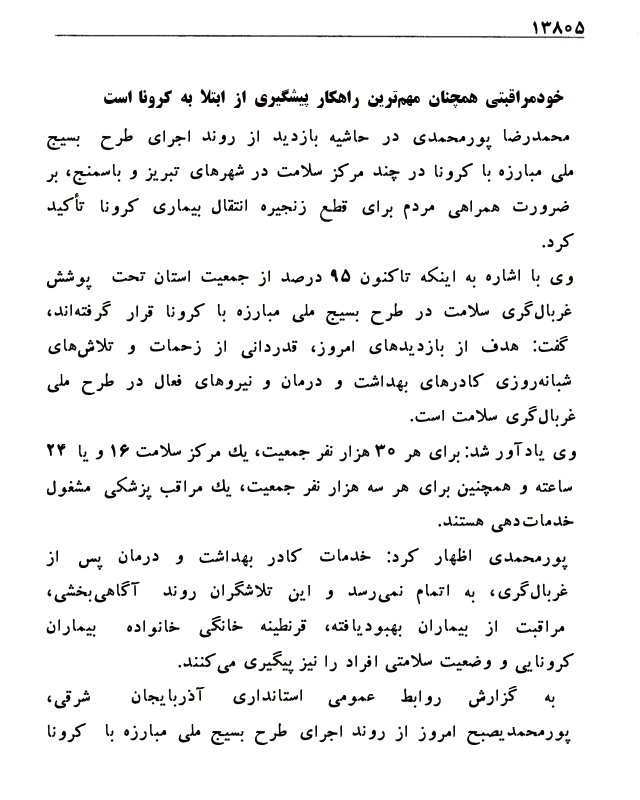 ۱۳۸۰۵
خودمراقبتی همچنان مهم‌ترین راهکار پیشگیری از ابتلا به کرونا است
محمدرضا پورمحمدی در حاشیه بازدید از روند اجرای طرح بسیج
ملی مبارزه با کرونا در چند مرکز سلامت در شهرهای تبریز و باسمنج، بر
ضرورت همراهی مردم برای قطع زنجیره انتقال بیماری کرونا تأکید
کرد.
وی با اشاره به اینکه تاکنون ۹۵ درصد از جمعیت استان تحت پوشش
غربال‌گری سلامت در طرح بسیج ملی مبارزه با کرونا قرار گرفته‌اند،
گفت: هدف از بازدیدهای امروز، قدردانی از زحمات و تلاش‌های
شبانه‌روزی کادرهای بهداشت و درمان و نیروهای فعال در طرح ملی
غربال‌گری سلامت است.
وی یادآور شد: برای هر ۳۰ هزار نفر جمعیت، یك مرکز سلامت ۱۶ و یا ۲۴
ساعته و همچنین برای هر سه هزار نفر جمعیت، یك مراقب پزشکی مشغول
خدمات‌دهی هستند.
پورمحمدی اظهار کرد: خدمات کادر بهداشت و درمان پس از
غربال‌گری، به اتمام نمی‌رسد و این تلاشگران روند آگاهی‌بخشی،
مراقبت از بیماران بهبودیافته، قرنطینه خانگی خانواده بیماران
کرونایی و وضعیت سلامتی افراد را نیز پیگیری می‌کنند.
به گزارش روابط عمومی استانداری آذربایجان شرقی،
پورمحمدیصبح امروز از روند اجرای طرح بسیج ملی مبارزه با کرونا